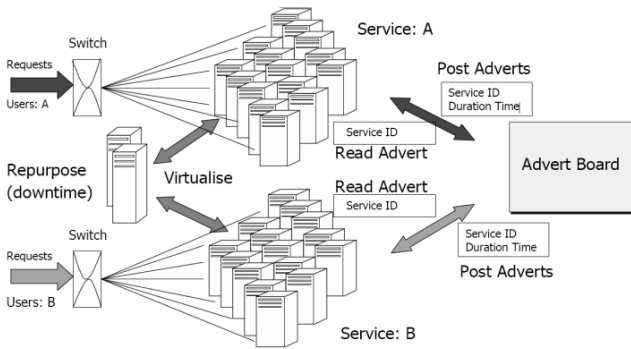 Switch
Service: A
Requests
Users: A
Post Adverts
Service ID
Duration Time
Service ID
Read Advert
Advert Board
Repurpose
(downtime)
Virtualise
Read Advert
Service ID
Switch
Service ID
Duration Time
Requests
Users: B
Post Adverts
Service: B